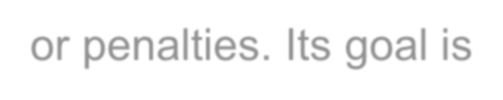 or penalties. Its goal is